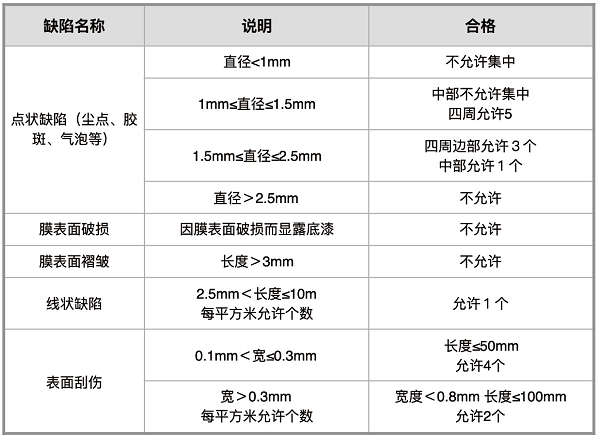 缺陷名称 说明 合格
点状缺陷（尘点、胶
斑、气泡等）
直径<1mm 不允许集中
1mm≤直径≤1.5mm
中部不允许集中
四周允许5
1.5mm≤直径≤2.5mm
四周边部允许３个
中部允许１个
直径＞2.5mm 不允许
膜表面破损 因膜表面破损而显露底漆 不允许
膜表面褶皱 长度＞3mm 不允许
线状缺陷
2.5mm＜长度≤10m
每平方米允许个数
允许１个
表面刮伤
0.1mm＜宽≤0.3mm
长度≤50mm
允许4个
宽＞0.3mm
每平方米允许个数
宽度＜0.8mm 长度≤100mm
允许2个